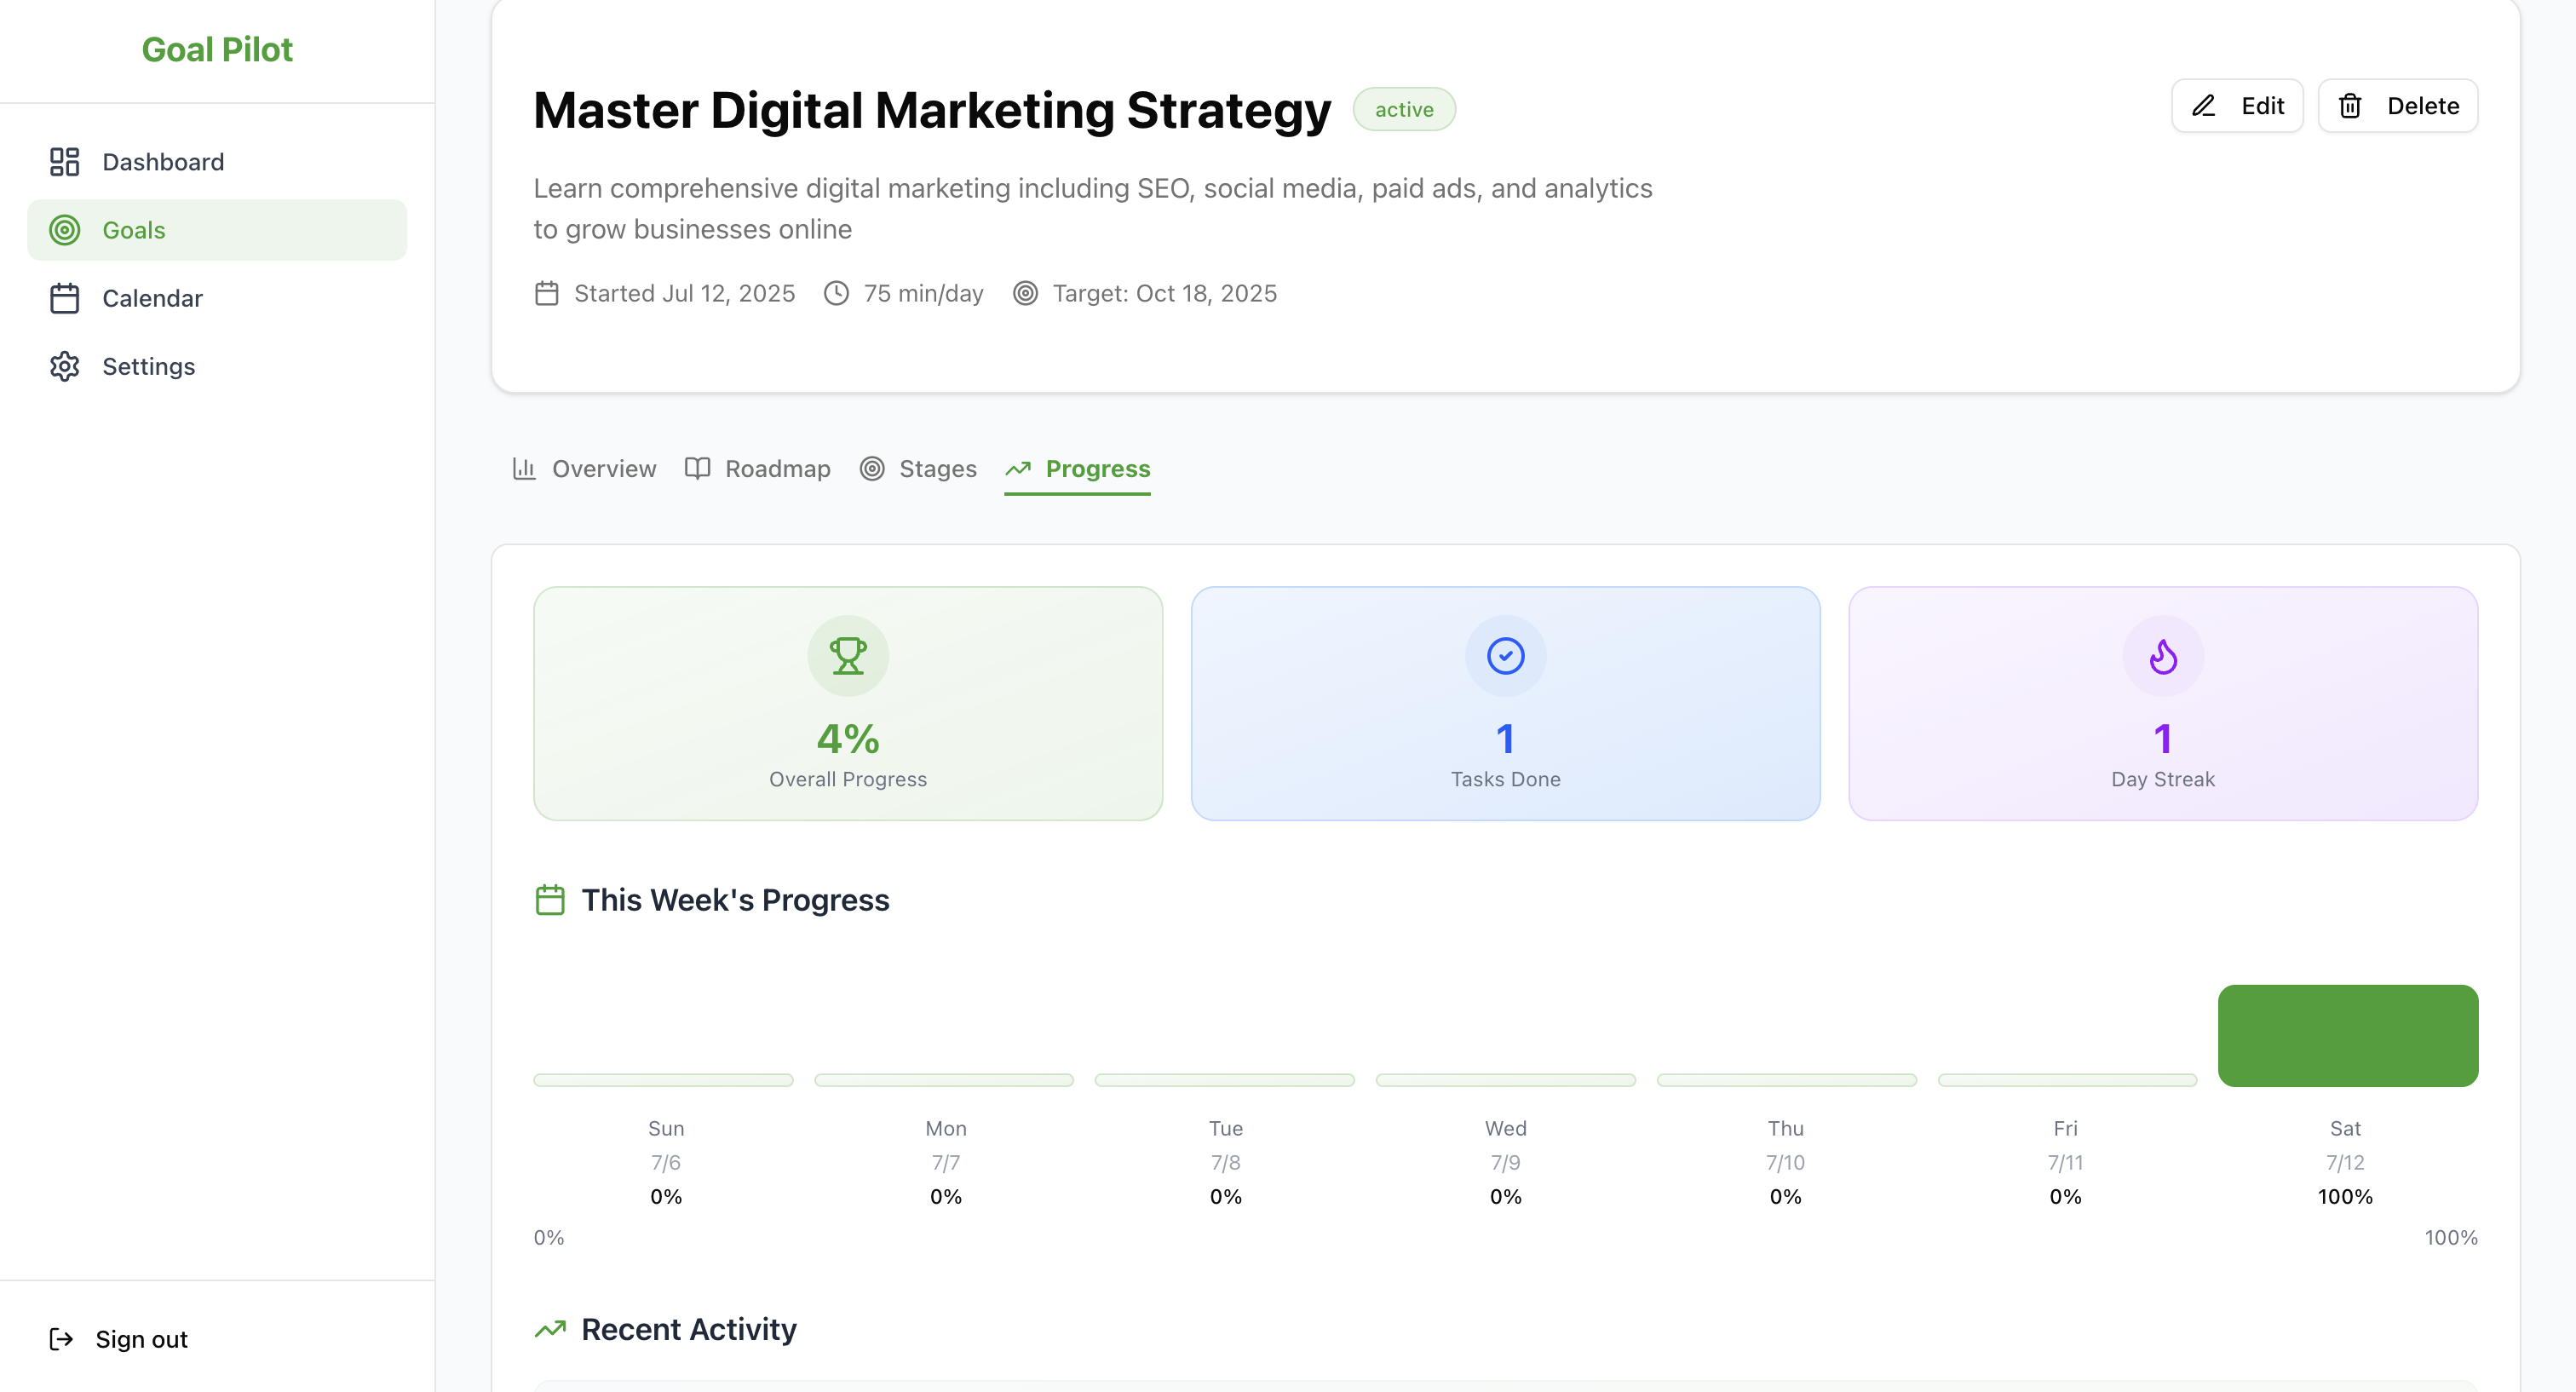 Goal Pilot
Dashboard
Goals
Calendar
Settings
Sign out
Master Digital Marketing Strategy
active
Edit
Delete
Learn comprehensive digital marketing including SEO, social media, paid ads, and analytics
to grow businesses online
Started Jul 12, 2025 75 min/day Target: Oct 18, 2025
Overview Roadmap Stages Progress
4%
Overall Progress
1
Tasks Done
1
Day Streak
This Week's Progress
Sun Mon Tue Wed Thu Fri Sat
7/6 7/7 7/8 7/9 7/10 7/11 7/12
0% 0% 0% 0% 0% 0% 100%
0% 100%
Recent Activity